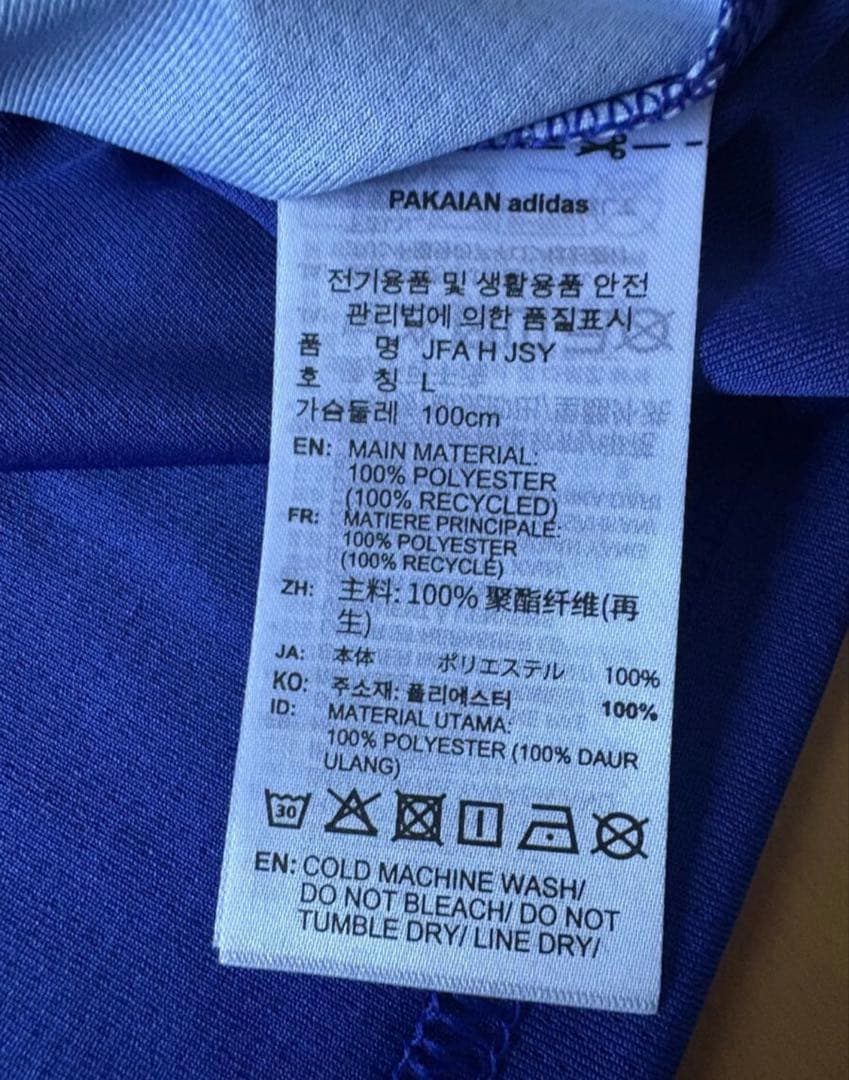 PAKAIAN adidas
전기용품 및 생활용품 안전
관리법에 의한 품질표시
품 명 JFA H JSY
호 칭 L
가슴둘레 100cm
EN: MAIN MATERIAL:
100% POLYESTER
(100% RECYCLED)
FR: MATIERE PRINCIPALE:
100% POLYESTER
(100% RECYCLÉ)
ZH: 主料: 100% 聚酯纤维(再
生)
JA: 本体 ポリエステル 100%
KO: 주소재: 폴리에스터 100%
ID: MATERIAL UTAMA:
100% POLYESTER (100% DAUR
ULANG)
30
EN: COLD MACHINE WASH/
DO NOT BLEACH/ DO NOT
TUMBLE DRY/ LINE DRY/